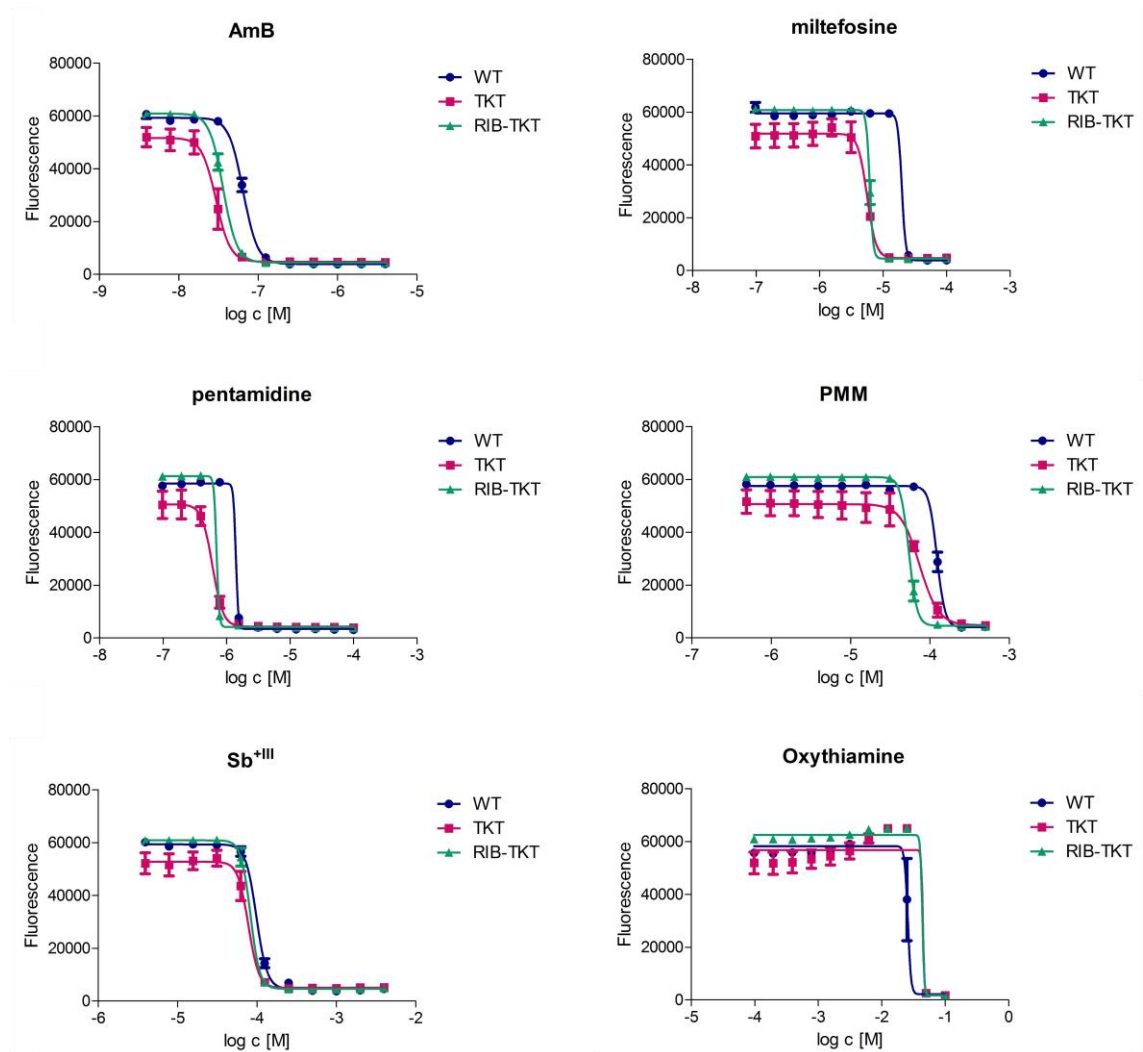 AmB
80000
60000
40000
20000
0
Fluorescence
-9
-8
-7
-6
-5
log c [M]
WT
TKT
RIB-TKT
miltefosine
80000
60000
40000
20000
0
Fluorescence
-8
-7
-6
-5
-4
-3
log c [M]
WT
TKT
RIB-TKT
pentamidine
80000
60000
40000
20000
0
Fluorescence
-8
-7
-6
-5
-4
-3
log c [M]
WT
TKT
RIB-TKT
PMM
80000
60000
40000
20000
0
Fluorescence
-7
-6
-5
-4
-3
log c [M]
WT
TKT
RIB-TKT
Sb+III
80000
60000
40000
20000
0
Fluorescence
-6
-5
-4
-3
-2
log c [M]
WT
TKT
RIB-TKT
Oxythiamine
80000
60000
40000
20000
0
Fluorescence
-5
-4
-3
-2
-1
0
log c [M]
WT
TKT
RIB-TKT